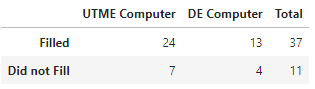 UTME Computer DE Computer Total
Filled 24 13 37
Did not Fill 7 4 11